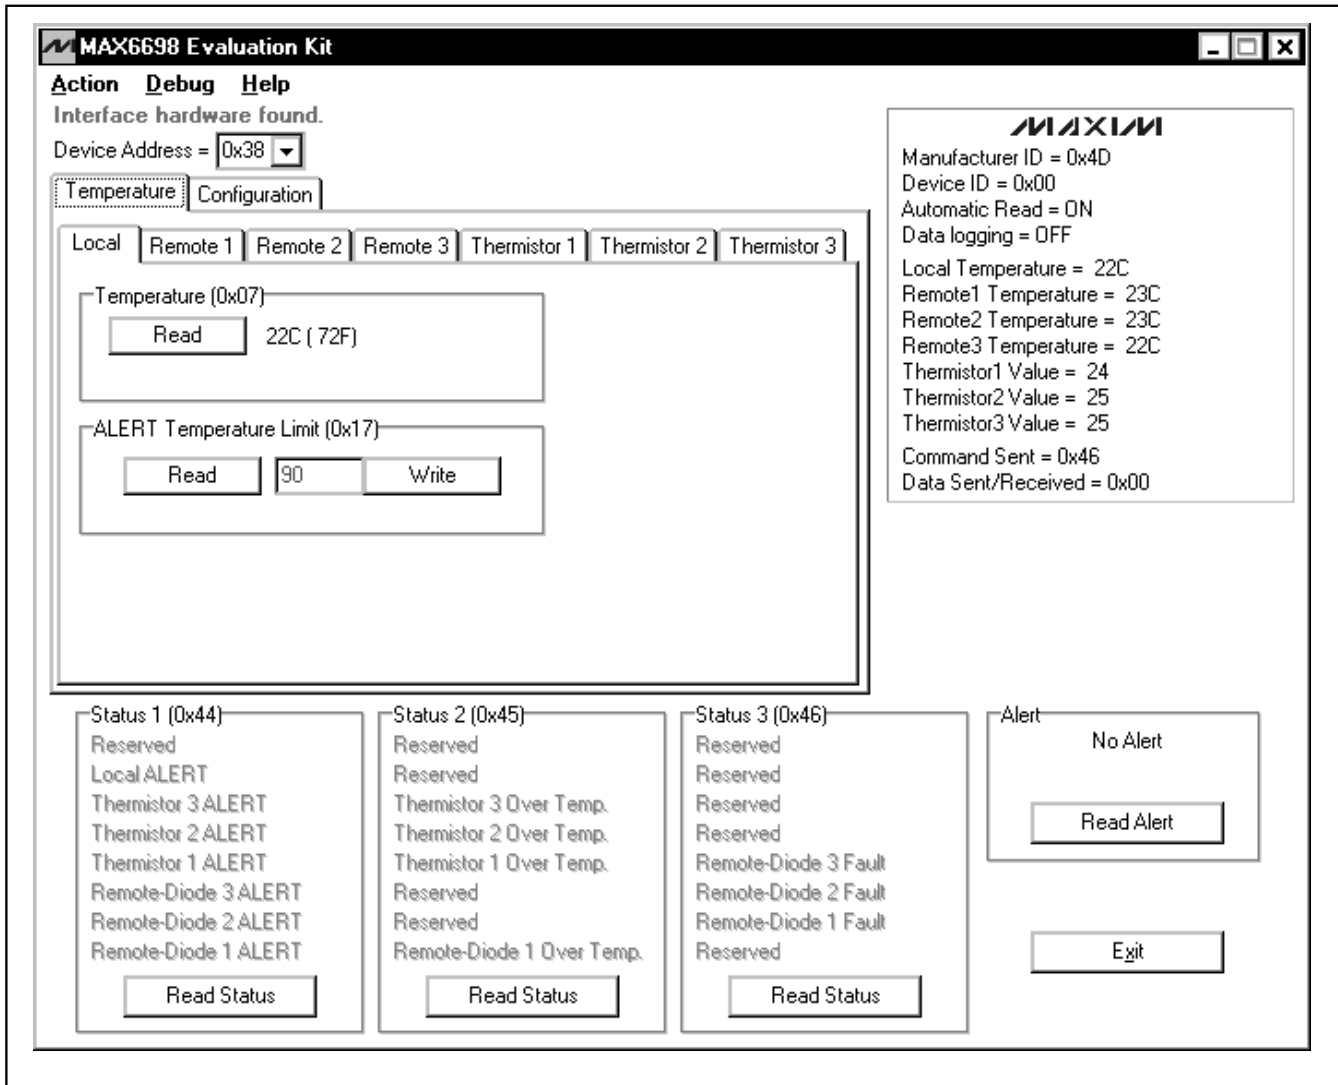 MAX6698 Evaluation Kit
Action Debug Help
Interface hardware found.
Device Address = 0x38
Temperature Configuration
Local Remote 1 Remote 2 Remote 3 Thermistor 1 Thermistor 2 Thermistor 3
Temperature (0x07)
Read 22C ( 72F)
ALERT Temperature Limit (0x17)
Read 90 Write
MAXIM
Manufacturer ID = 0x4D
Device ID = 0x00
Automatic Read = ON
Data logging = OFF
Local Temperature = 22C
Remote1 Temperature = 23C
Remote2 Temperature = 23C
Remote3 Temperature = 22C
Thermistor1 Value = 24
Thermistor2 Value = 25
Thermistor3 Value = 25
Command Sent = 0x46
Data Sent/Received = 0x00
Status 1 (0x44)
Reserved
Local ALERT
Thermistor 3 ALERT
Thermistor 2 ALERT
Thermistor 1 ALERT
Remote-Diode 3 ALERT
Remote-Diode 2 ALERT
Remote-Diode 1 ALERT
Read Status
Status 2 (0x45)
Reserved
Reserved
Thermistor 3 Over Temp.
Thermistor 2 Over Temp.
Thermistor 1 Over Temp.
Reserved
Reserved
Remote-Diode 1 Over Temp.
Read Status
Status 3 (0x46)
Reserved
Reserved
Reserved
Reserved
Remote-Diode 3 Fault
Remote-Diode 2 Fault
Remote-Diode 1 Fault
Reserved
Read Status
Alert
No Alert
Read Alert
Exit